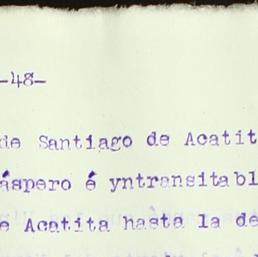 -48-
de Santiago de Acatit
áspero é yntransitabl
e Acatita hasta la de